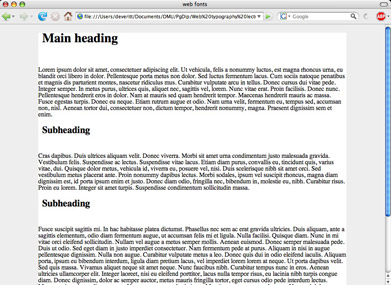 web fonts
file:///Users/deveritt/Documents/DMU/PgDip/Web%20typography%20lect
Google
ABP
Main heading
Lorem ipsum dolor sit amet, consectetuer adipiscing elit. Ut vehicula, felis a nonummy luctus, est magna rhoncus urna, eu
blandit orci libero in dolor. Pellentesque porta metus non dolor. Sed luctus fermentum lacus. Cum sociis natoque penatibus
et magnis dis parturient montes, nascetur ridiculus mus. Curabitur vulputate arcu in tellus. Donec cursus dui vitae pede.
Integer semper. In metus purus, ultrices quis, aliquet nec, sagittis vel, lorem. Nunc vitae erat. Proin facilisis. Donec nunc.
Pellentesque hendrerit eros in dolor. Nam at mauris sed quam hendrerit tempor. Maecenas hendrerit mauris ac massa.
Fusce egestas turpis. Donec eu neque. Etiam rutrum augue et odio. Nam urna velit, fermentum eu, tempus sed, accumsan
non, nisl. Aenean tortor dui, consectetuer non, dictum tempor, hendrerit nonummy, magna. Praesent dignissim sem et
enim.
Subheading
Cras dapibus. Duis ultrices aliquam velit. Donec viverra. Morbi sit amet urna condimentum justo malesuada gravida.
Vestibulum felis. Suspendisse ac lectus. Suspendisse vitae lacus. Etiam diam purus, convallis eu, tincidunt quis, varius
vitae, dui. Quisque dolor metus, vehicula id, viverra eu, posuere vel, nisi. Duis scelerisque nibh sit amet orci. Sed
vestibulum metus placerat ante. Proin in nonummy dapibus lectus. Morbi sodales, ipsum vel tristique rhoncus, magna diam
dignissim est, id porta ipsum enim et justo. Donec diam odio, fringilla nec, bibendum in, molestie eu, nibh. Curabitur risus.
Proin eu lorem. Integer sit amet turpis. Suspendisse condimentum sollicitudin massa.
Subheading
Fusce suscipit sagittis mi. In hac habitasse platea dictumst. Phasellus nec sem ac erat gravida ultricies. Duis aliquam, ante a
sagittis elementum, odio diam fermentum augue, ut accumsan felis mi et ligula. Nulla facilisi. Quisque diam. Nunc in mi
vitae orci eleifend sollicitudin. Nullam vel augue a metus semper mollis. Aenean euismod. Donec semper malesuada pede.
Duis ut odio. Sed eget diam in justo imperdiet consectetuer. Nam fermentum pede at purus. Aliquam in nisi in augue
pellentesque dignissim. Nulla non augue. Curabitur vulputate metus a leo. Donec quis dui in odio eleifend iaculis. Aliquam
porta, ipsum eu bibendum interdum, ligula diam pretium lacus, vel imperdiet lorem lorem at neque. Ut porta dapibus velit.
Sed quis massa. Vivamus aliquet neque sit amet neque. Nunc faucibus nibh. Curabitur tempus nunc in eros. Aenean
ultricies ullamcorper elit. Integer laoreet, nisi eu eleifend porttitor, lacus nulla tempor risus, eu lacinia nibh turpis congue
diam. Duis at sem. Donec auctor, metus mauris fringilla tortor, eget cursus odio pede interdum ligula.